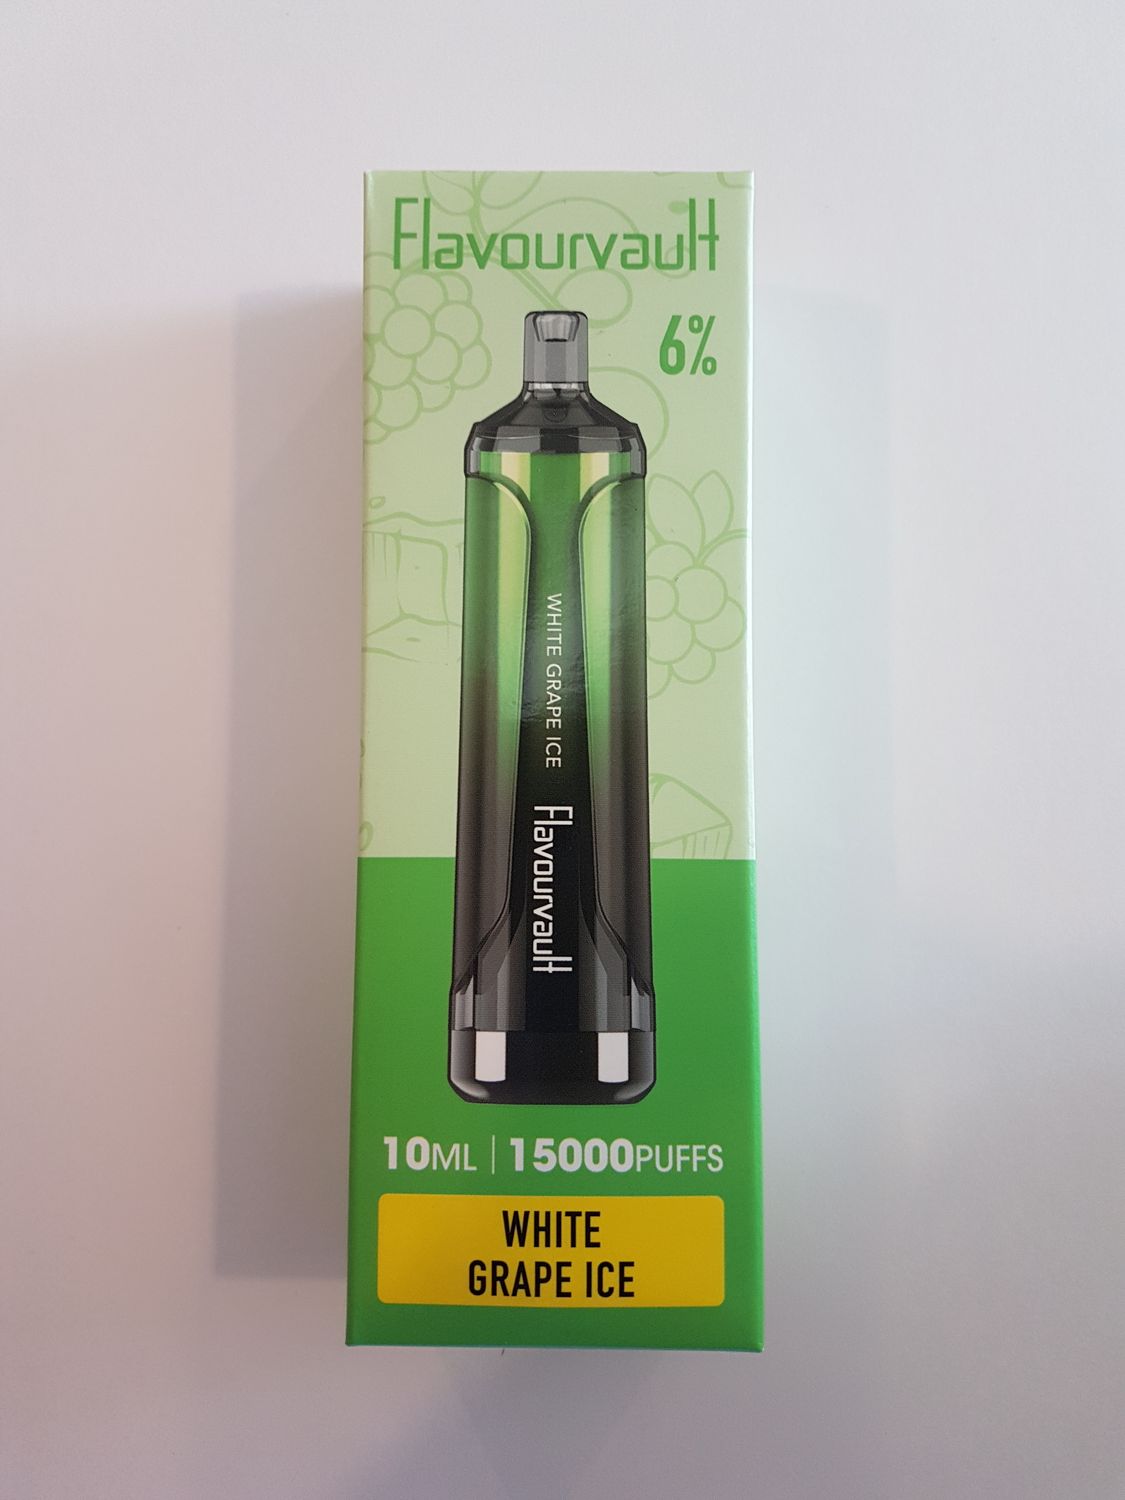 Flavourvault
6%
WHITE GRAPE ICE
Flavourvault
10ML | 15000PUFFS
WHITE
GRAPE ICE